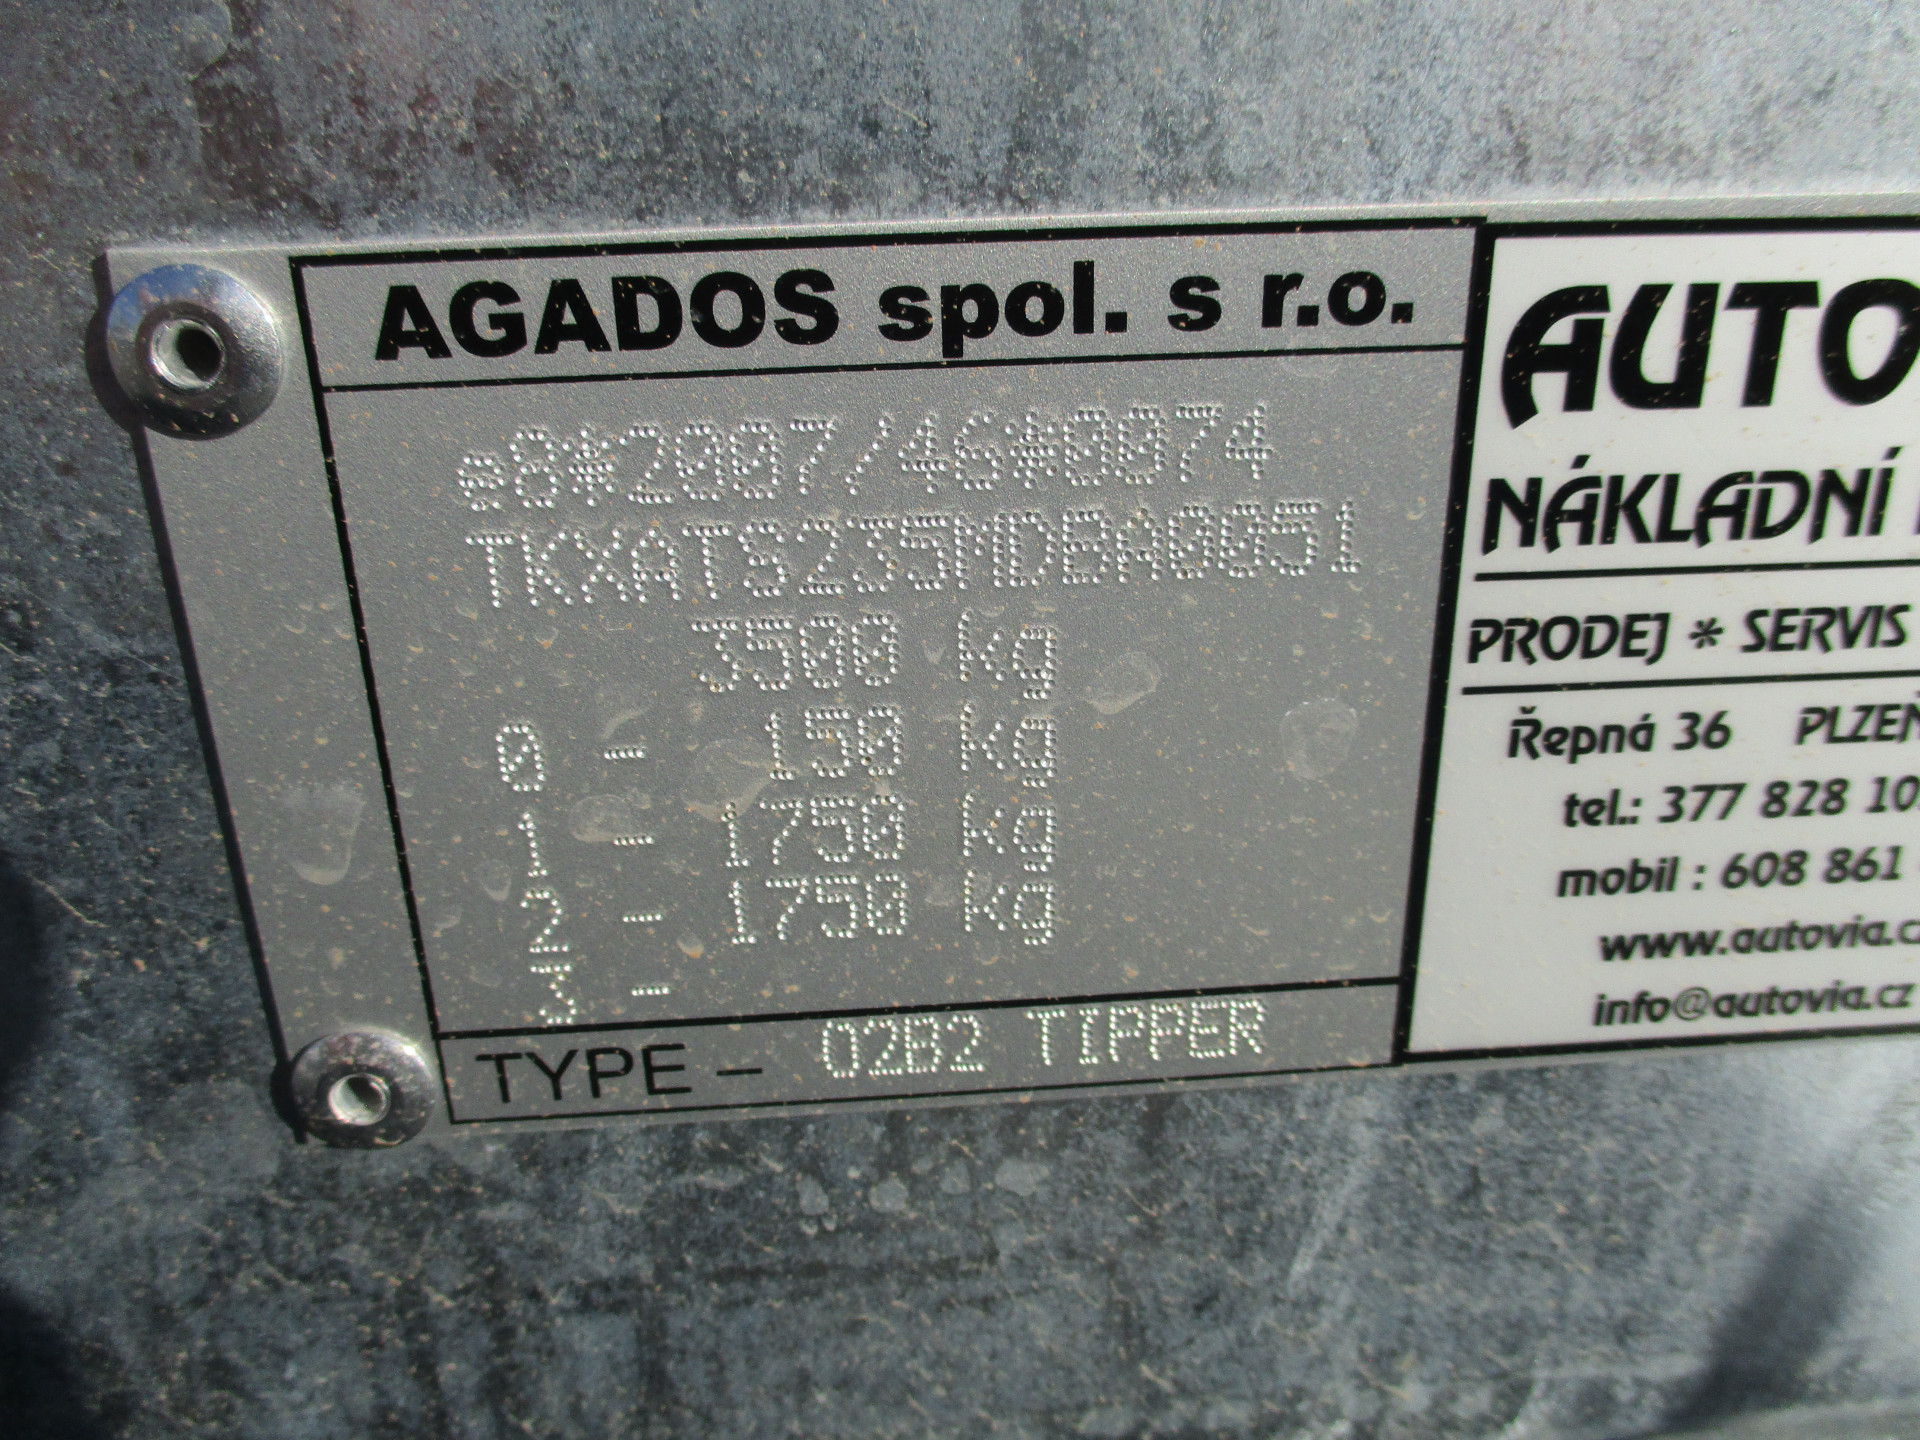 AGADOS spol. s r.o.
e8*2007/46*0074
TKXATS235MDBA0051
3500 kg
0 - 150 kg
1 - 1750 kg
2 - 1750 kg
3 -
TYPE - O2B2 TIPPER
AUTO
NÁKLADNÍ
PRODEJ * SERVIS
Řepná 36 PLZEŇ
tel.: 377 828 10
mobil : 608 861
www.autovia.cz
info@autovia.cz